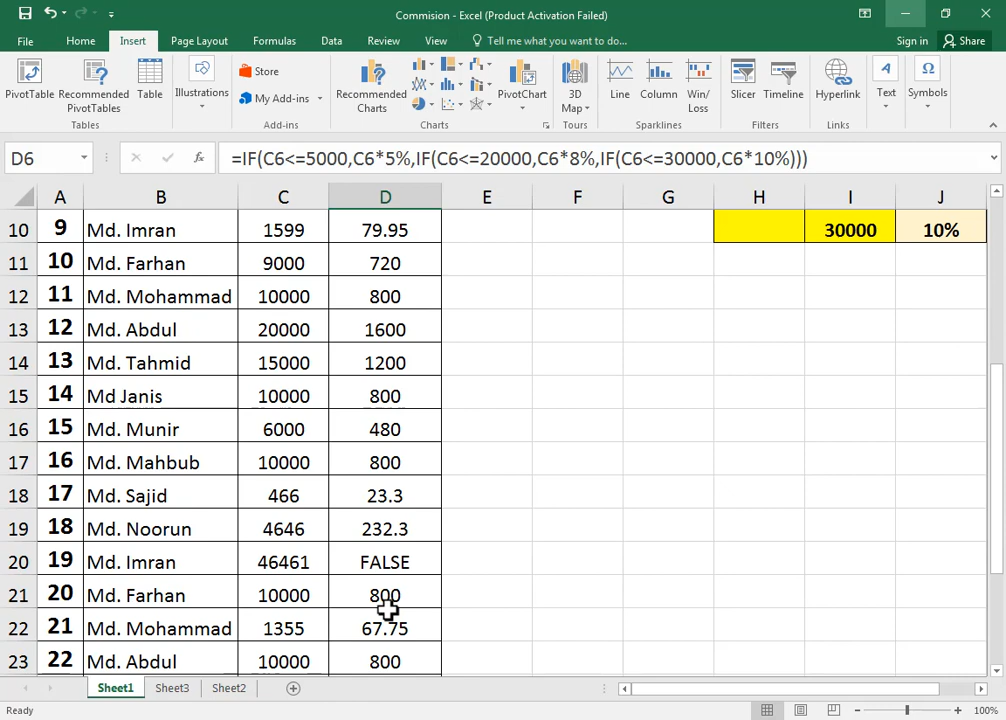 Commision - Excel (Product Activation Failed)
File Home Insert Page Layout Formulas Data Review View Tell me what you want to do... Sign in Share
PivotTable Recommended PivotTables Table Illustrations Store My Add-ins Recommended Charts PivotChart 3D Map Line Column Win/Loss Slicer Timeline Hyperlink Text Symbols
Tables Add-ins Charts Tours Sparklines Filters Links
D6 fx =IF(C6<=5000,C6*5%,IF(C6<=20000,C6*8%,IF(C6<=30000,C6*10%)))
A B C D E F G H I J
10 9 Md. Imran 1599 79.95 30000 10%
11 10 Md. Farhan 9000 720
12 11 Md. Mohammad 10000 800
13 12 Md. Abdul 20000 1600
14 13 Md. Tahmid 15000 1200
15 14 Md Janis 10000 800
16 15 Md. Munir 6000 480
17 16 Md. Mahbub 10000 800
18 17 Md. Sajid 466 23.3
19 18 Md. Noorun 4646 232.3
20 19 Md. Imran 46461 FALSE
21 20 Md. Farhan 10000 800
22 21 Md. Mohammad 1355 67.75
23 22 Md. Abdul 10000 800
Sheet1 Sheet3 Sheet2
Ready 100%